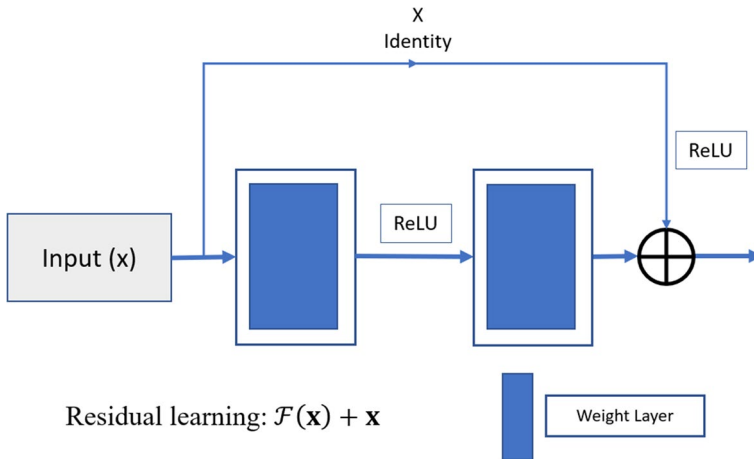 X
Identity
ReLU
ReLU
Input (x)
Residual learning: ℱ(𝐱) + 𝐱
Weight Layer